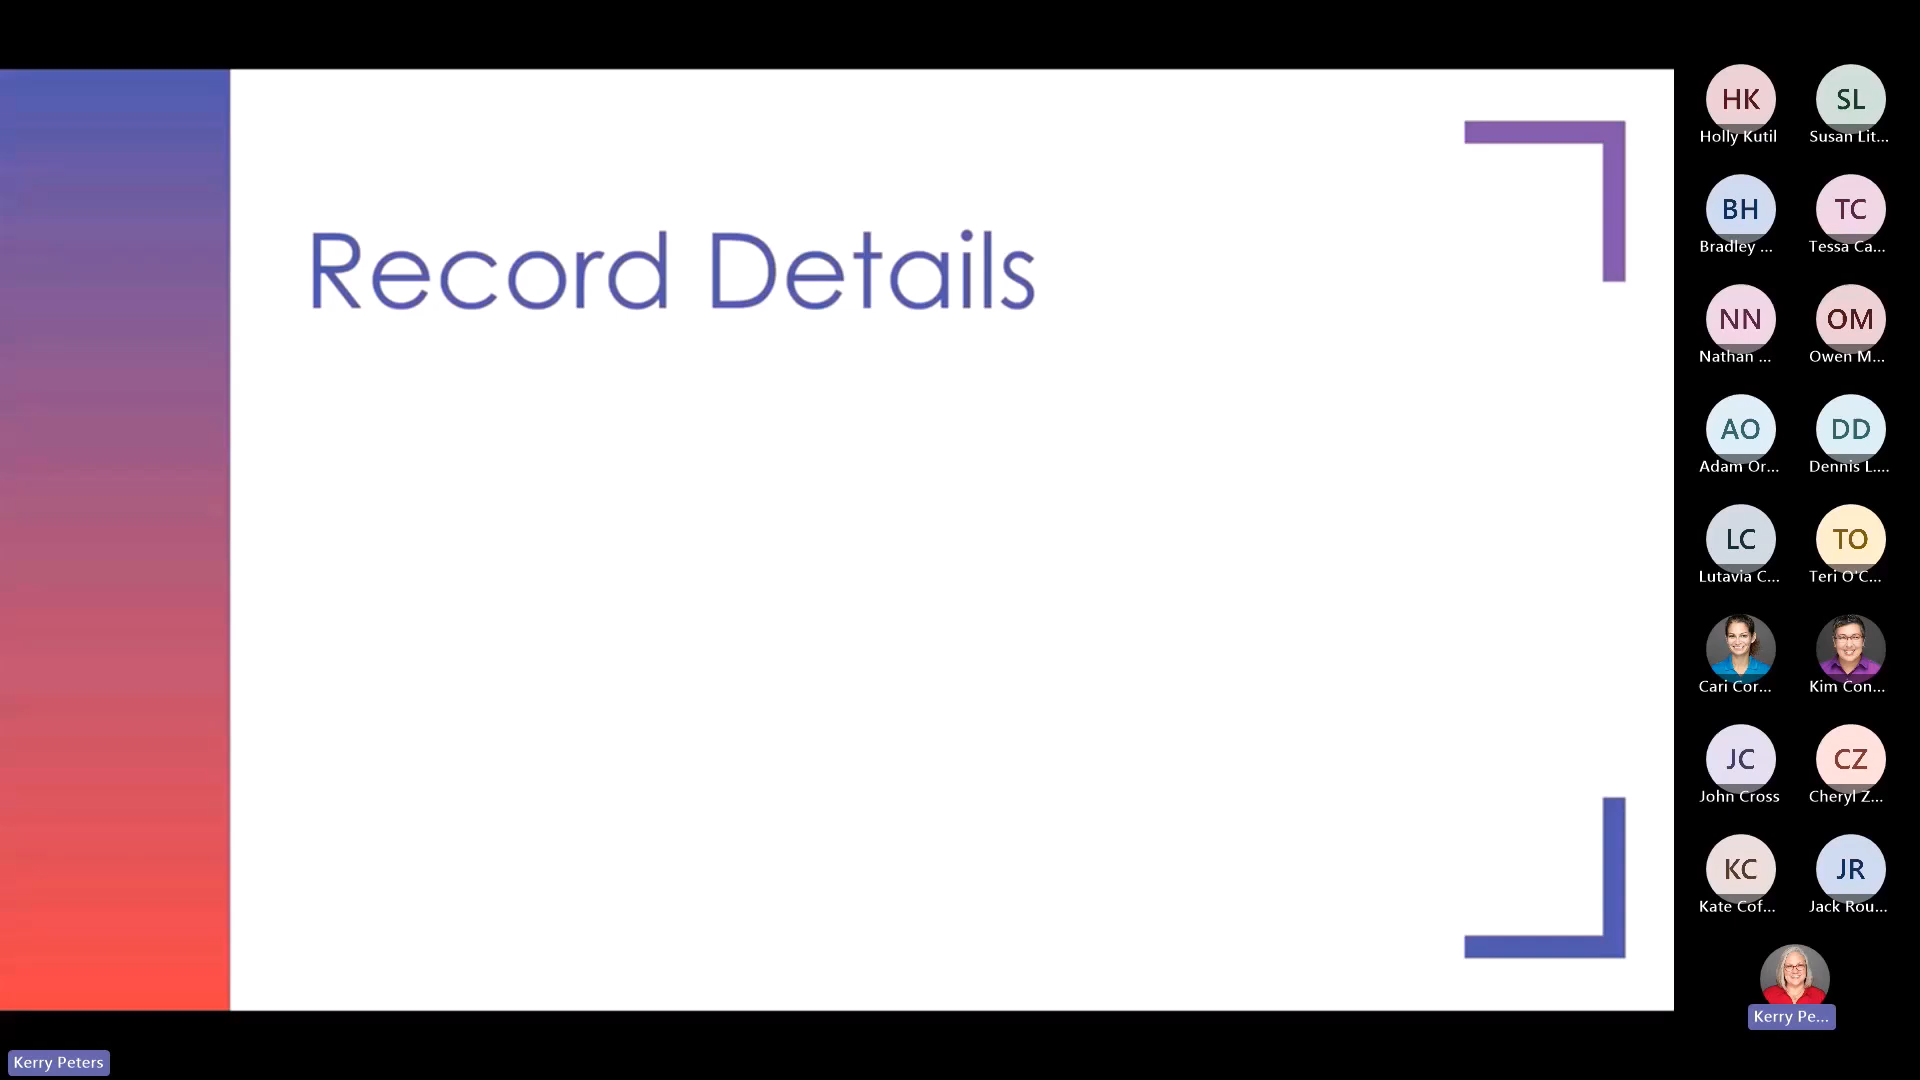 Record Details
HK
Holly Kutil
SL
Susan Lit...
BH
Bradley ...
TC
Tessa Ca...
NN
Nathan ...
OM
Owen M...
AO
Adam Or...
DD
Dennis L....
LC
Lutavia C...
TO
Teri O'C...
Cari Cor...
Kim Con...
JC
John Cross
CZ
Cheryl Z...
KC
Kate Cof...
JR
Jack Rou...
Kerry Pe...
Kerry Peters